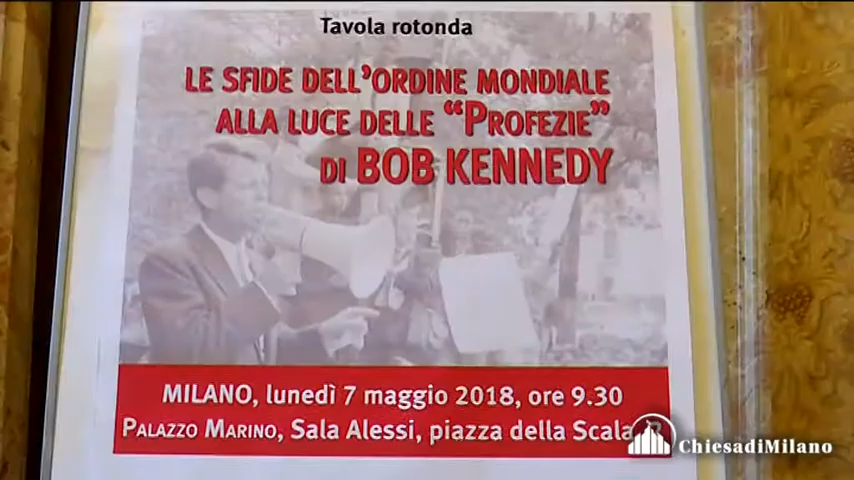 Tavola rotonda
LE SFIDE DELL'ORDINE MONDIALE
ALLA LUCE DELLE "PROFEZIE"
DI BOB KENNEDY
MILANO, lunedì 7 maggio 2018, ore 9.30
PALAZZO MARINO, Sala Alessi, piazza della Scala
ChiesadiMilano